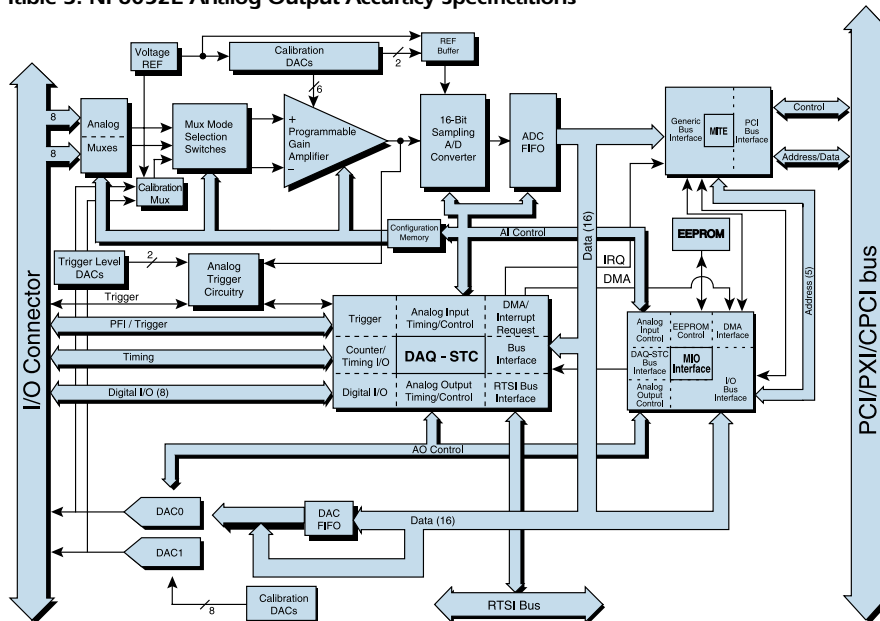 Table 3. NI 6052E Analog Output Accuracy Specifications
Voltage
REF
Calibration
DACs
2
REF
Buffer
6
8
8
Analog
Muxes
Mux Mode
Selection
Switches
+
Programmable
Gain
Amplifier
–
16-Bit
Sampling
A/D
Converter
ADC
FIFO
Generic
Bus
Interface
MITE
PCI
Bus
Interface
Control
Address/Data
Calibration
Mux
Configuration
Memory
AI Control
Data (16)
EEPROM
Address (5)
IRQ
DMA
Trigger Level
DACs
2
Analog
Trigger
Circuitry
Trigger
PFI / Trigger
Timing
Digital I/O (8)
Trigger
Analog Input
Timing/Control
DMA/
Interrupt
Request
Counter/
Timing I/O
DAQ - STC
Bus
Interface
Digital I/O
Analog Output
Timing/Control
RTSI Bus
Interface
Analog
Input
Control
EEPROM
Control
DMA
Interface
DAQ-STC
Bus
Interface
MIO
Interface
Analog
Output
Control
I/O
Bus
Interface
AO Control
DAC0
DAC1
DAC
FIFO
Data (16)
Calibration
DACs
8
RTSI Bus
I/O Connector
PCI/PXI/CPCI bus